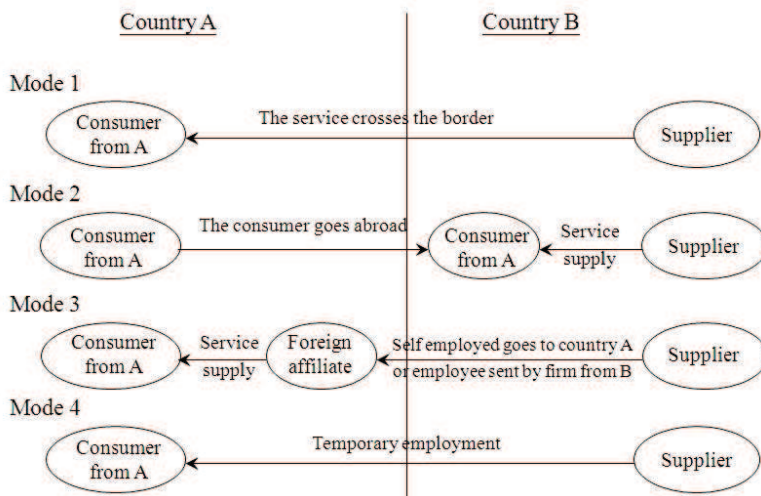 Country A
Country B
Mode 1
Consumer
from A
The service crosses the border
Supplier
Mode 2
Consumer
from A
The consumer goes abroad
Consumer
from A
Service
supply
Supplier
Mode 3
Consumer
from A
Service
supply
Foreign
affiliate
Self employed goes to country A
or employee sent by firm from B
Supplier
Mode 4
Consumer
from A
Temporary employment
Supplier